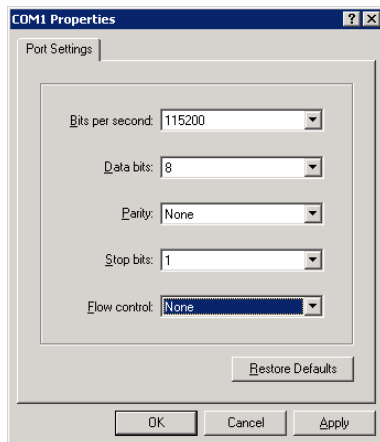 COM1 Properties
Port Settings
Bits per second: 115200
Data bits: 8
Parity: None
Stop bits: 1
Flow control: None
Restore Defaults
OK Cancel Apply